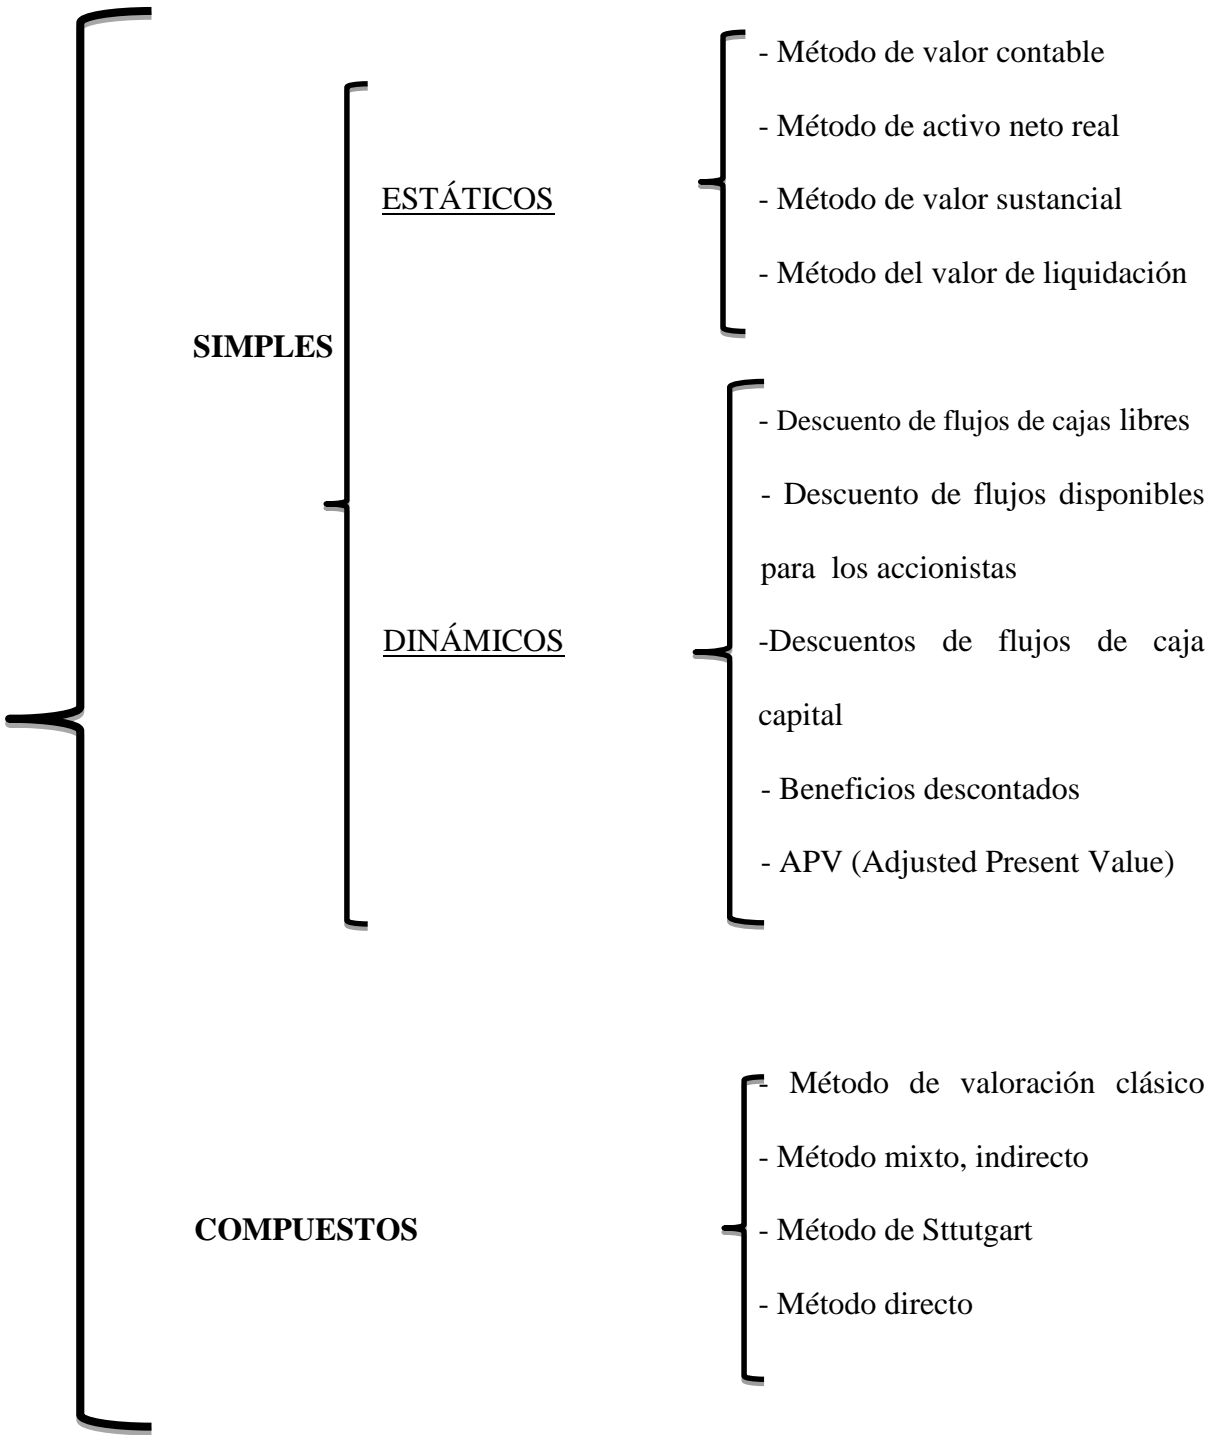 - Método de valor contable
- Método de activo neto real
ESTÁTICOS
- Método de valor sustancial
- Método del valor de liquidación
SIMPLES
- Descuento de flujos de cajas libres
- Descuento de flujos disponibles
para los accionistas
DINÁMICOS
-Descuentos de flujos de caja
capital
- Beneficios descontados
- APV (Adjusted Present Value)
- Método de valoración clásico
- Método mixto, indirecto
COMPUESTOS
- Método de Sttutgart
- Método directo